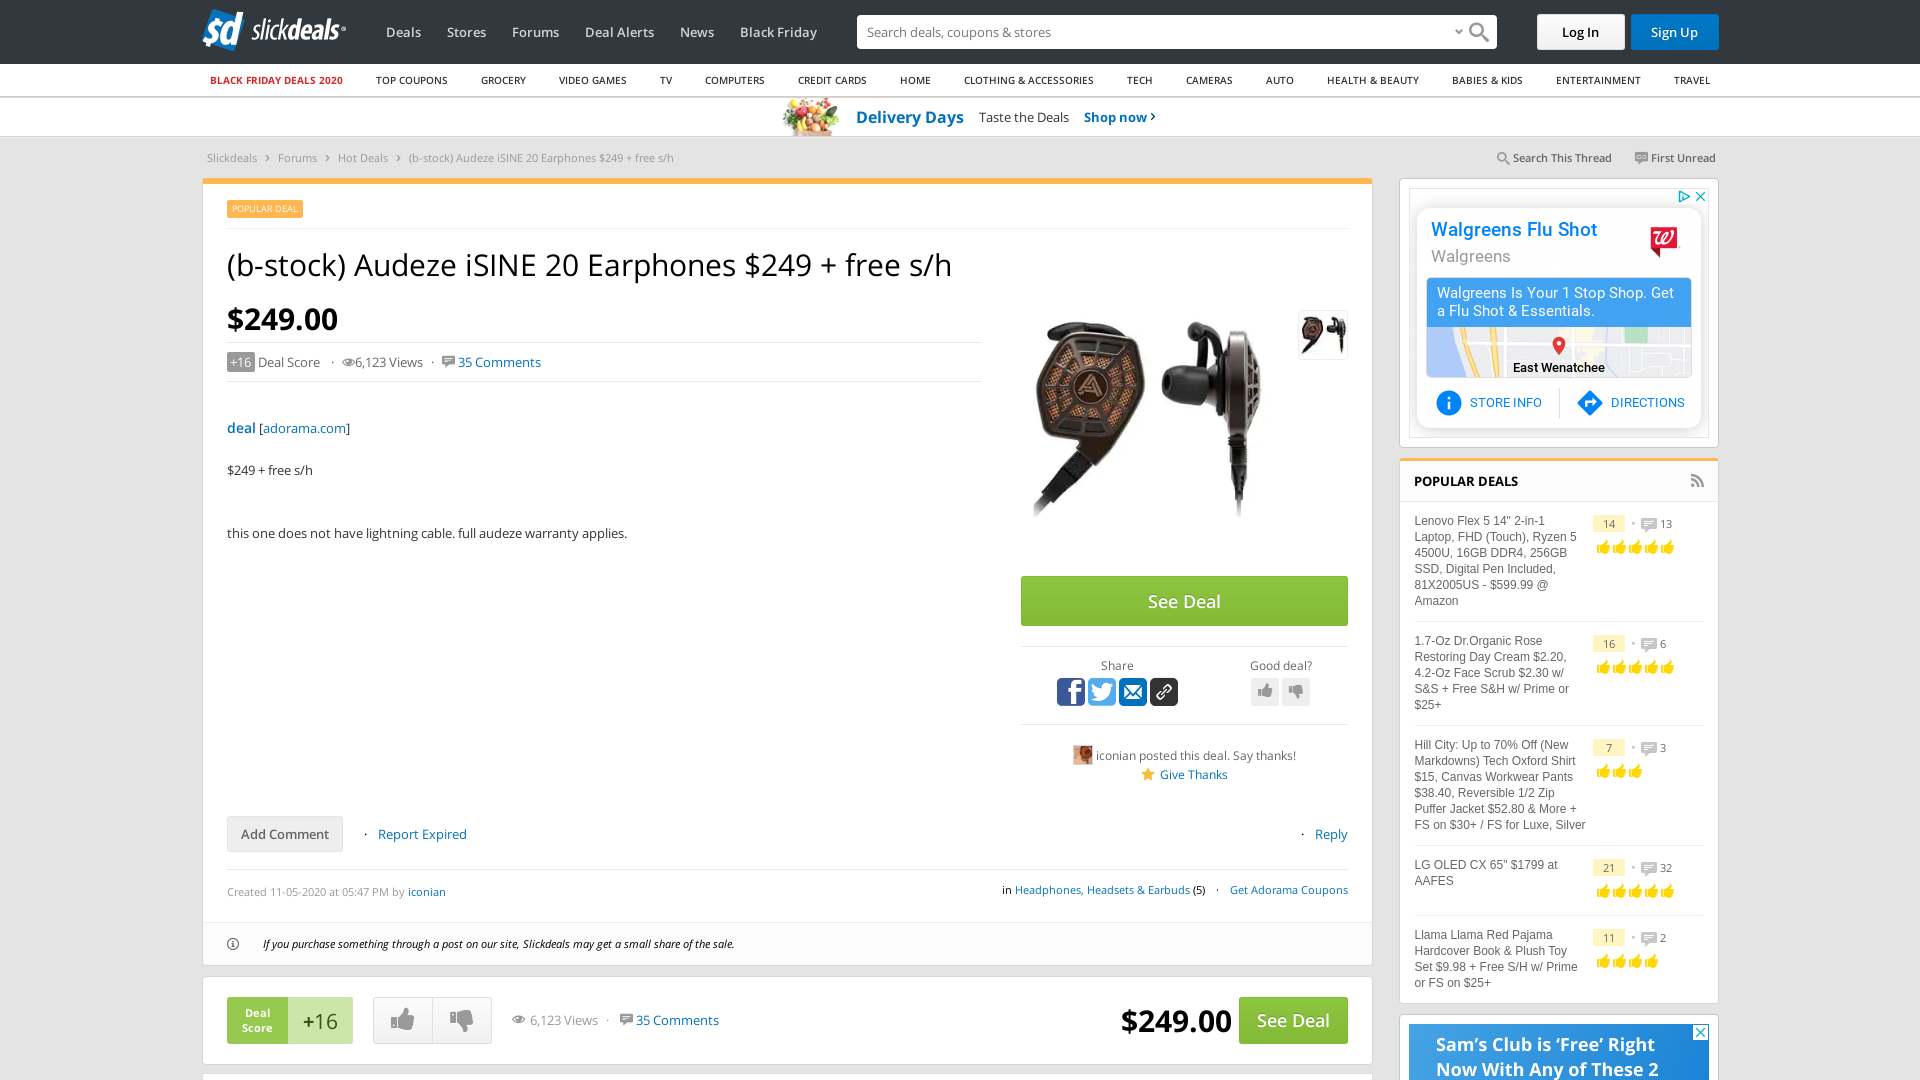 sd slickdeals
Deals
Stores
Forums
Deal Alerts
News
Black Friday
Search deals, coupons & stores
Log In
Sign Up
BLACK FRIDAY DEALS 2020
TOP COUPONS
GROCERY
VIDEO GAMES
TV
COMPUTERS
CREDIT CARDS
HOME
CLOTHING & ACCESSORIES
TECH
CAMERAS
AUTO
HEALTH & BEAUTY
BABIES & KIDS
ENTERTAINMENT
TRAVEL
Delivery Days Taste the Deals Shop now ›
Slickdeals › Forums › Hot Deals › (b-stock) Audeze iSINE 20 Earphones $249 + free s/h
Search This Thread
First Unread
POPULAR DEAL
(b-stock) Audeze iSINE 20 Earphones $249 + free s/h
$249.00
+16 Deal Score · 6,123 Views · 35 Comments
deal [adorama.com]
$249 + free s/h
this one does not have lightning cable. full audeze warranty applies.
See Deal
Share
Good deal?
iconian posted this deal. Say thanks!
Give Thanks
Add Comment
· Report Expired
· Reply
Created 11-05-2020 at 05:47 PM by iconian
in Headphones, Headsets & Earbuds (5) · Get Adorama Coupons
If you purchase something through a post on our site, Slickdeals may get a small share of the sale.
Deal
Score
+16
6,123 Views · 35 Comments
$249.00
See Deal
Walgreens Flu Shot
Walgreens
Walgreens Is Your 1 Stop Shop. Get
a Flu Shot & Essentials.
East Wenatchee
STORE INFO
DIRECTIONS
POPULAR DEALS
Lenovo Flex 5 14" 2-in-1
Laptop, FHD (Touch), Ryzen 5
4500U, 16GB DDR4, 256GB
SSD, Digital Pen Included,
81X2005US - $599.99 @
Amazon
14 • 13
1.7-Oz Dr.Organic Rose
Restoring Day Cream $2.20,
4.2-Oz Face Scrub $2.30 w/
S&S + Free S&H w/ Prime or
$25+
16 • 6
Hill City: Up to 70% Off (New
Markdowns) Tech Oxford Shirt
$15, Canvas Workwear Pants
$38.40, Reversible 1/2 Zip
Puffer Jacket $52.80 & More +
FS on $30+ / FS for Luxe, Silver
7 • 3
LG OLED CX 65" $1799 at
AAFES
21 • 32
Llama Llama Red Pajama
Hardcover Book & Plush Toy
Set $9.98 + Free S/H w/ Prime
or FS on $25+
11 • 2
Sam's Club is 'Free' Right
Now With Any of These 2